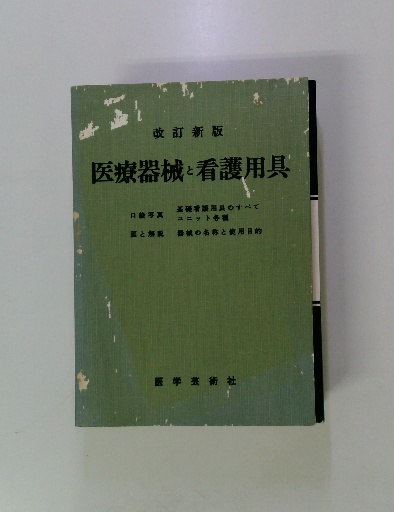 改訂新版
医療器械と看護用具
口絵写真 基礎看護用具のすべて
ユニット各種
図と解説 器械の名称と使用目的
医学芸術社